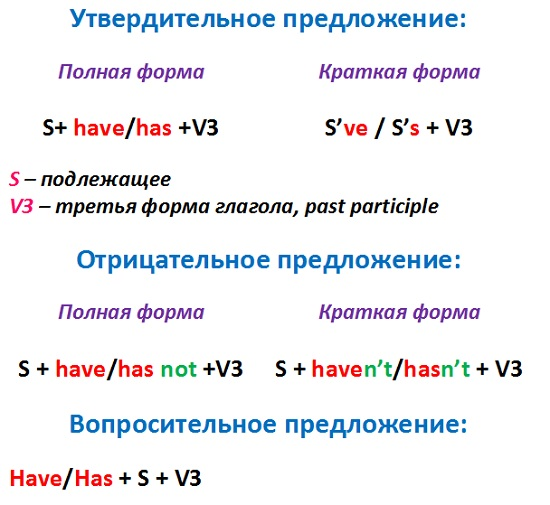 Утвердительное предложение:
Полная форма Краткая форма
S+ have/has +V3 S’ve / S’s + V3
S – подлежащее
V3 – третья форма глагола, past participle
Отрицательное предложение:
Полная форма Краткая форма
S + have/has not +V3 S + haven’t/hasn’t + V3
Вопросительное предложение:
Have/Has + S + V3